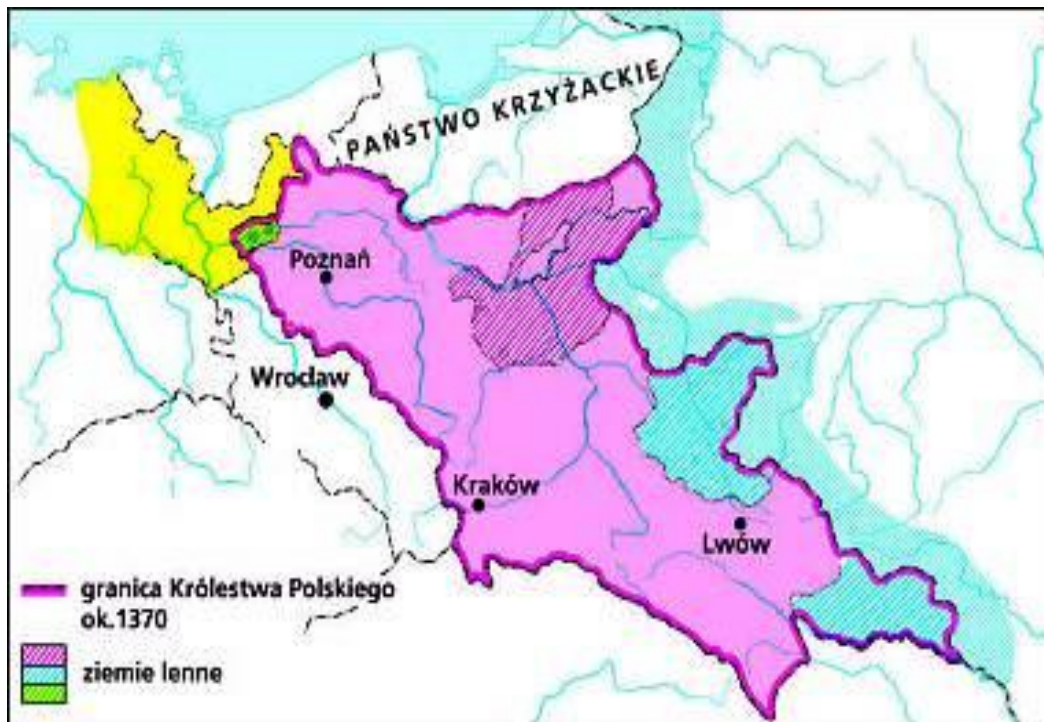 PAŃSTWO KRZYŻACKIE
Poznań
Wrocław
Kraków
Lwów
granica Królestwa Polskiego
ok.1370
ziemie lenne